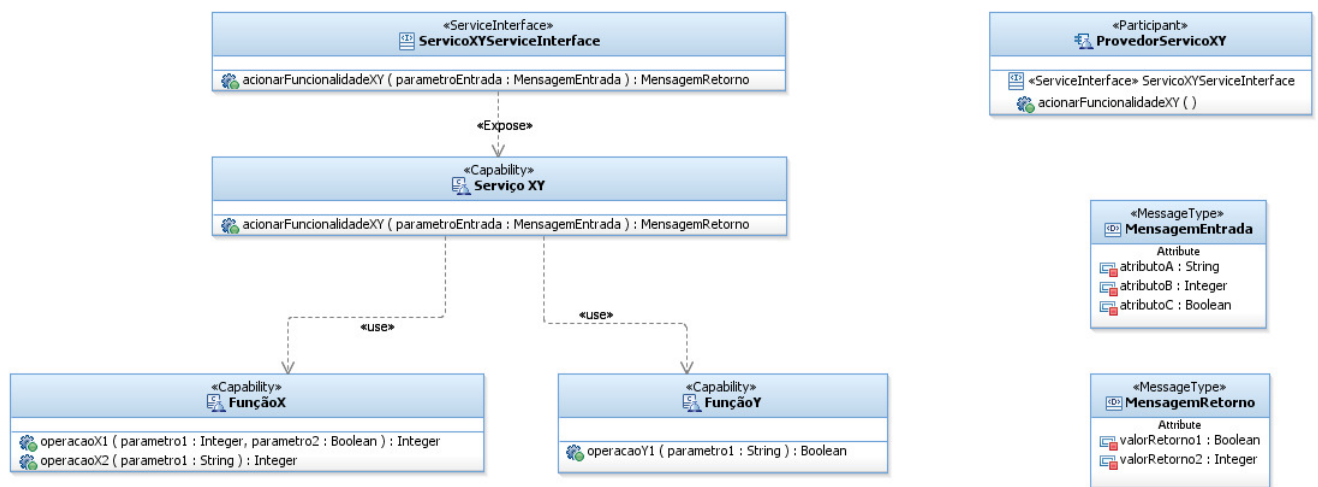 «ServiceInterface»
ServicoXYServiceInterface
acionarFuncionalidadeXY ( parametroEntrada : MensagemEntrada ) : MensagemRetorno
«Expose»
«Capability»
Serviço XY
acionarFuncionalidadeXY ( parametroEntrada : MensagemEntrada ) : MensagemRetorno
«use»
«use»
«Capability»
FunçãoX
operacaoX1 ( parametro1 : Integer, parametro2 : Boolean ) : Integer
operacaoX2 ( parametro1 : String ) : Integer
«Capability»
FunçãoY
operacaoY1 ( parametro1 : String ) : Boolean
«Participant»
ProvedorServicoXY
«ServiceInterface» ServicoXYServiceInterface
acionarFuncionalidadeXY ( )
«MessageType»
MensagemEntrada
Attribute
atributoA : String
atributoB : Integer
atributoC : Boolean
«MessageType»
MensagemRetorno
Attribute
valorRetorno1 : Boolean
valorRetorno2 : Integer